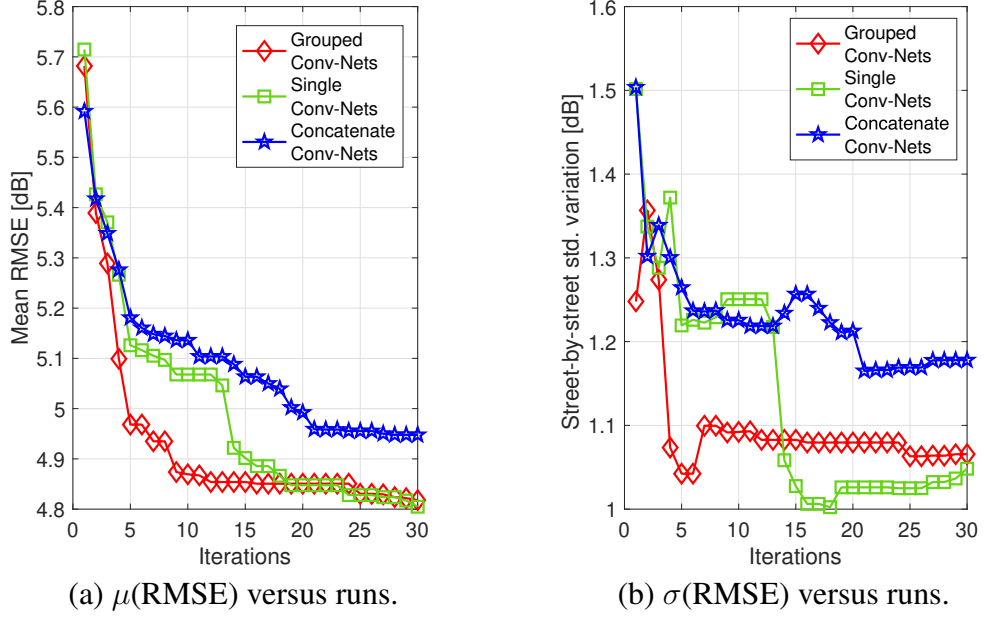 5.8
5.7
5.6
5.5
5.4
5.3
5.2
5.1
5
4.9
4.8
Mean RMSE [dB]
0 5 10 15 20 25 30
Iterations
Grouped
Conv-Nets
Single
Conv-Nets
Concatenate
Conv-Nets
(a) μ(RMSE) versus runs.
1.6
1.5
1.4
1.3
1.2
1.1
1
Street-by-street std. variation [dB]
0 5 10 15 20 25 30
Iterations
Grouped
Conv-Nets
Single
Conv-Nets
Concatenate
Conv-Nets
(b) σ(RMSE) versus runs.